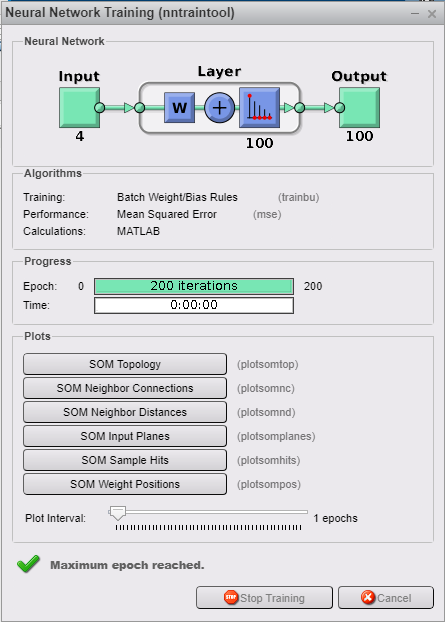 Neural Network Training (nntraintool)
Neural Network
Input
Layer
Output
W
+
4
100
100
Algorithms
Training: Batch Weight/Bias Rules (trainbu)
Performance: Mean Squared Error (mse)
Calculations: MATLAB
Progress
Epoch: 0 200 iterations 200
Time: 0:00:00
Plots
SOM Topology (plotsomtop)
SOM Neighbor Connections (plotsomnc)
SOM Neighbor Distances (plotsomnd)
SOM Input Planes (plotsomplanes)
SOM Sample Hits (plotsomhits)
SOM Weight Positions (plotsompos)
Plot Interval: 1 epochs
Maximum epoch reached.
STOP Stop Training Cancel